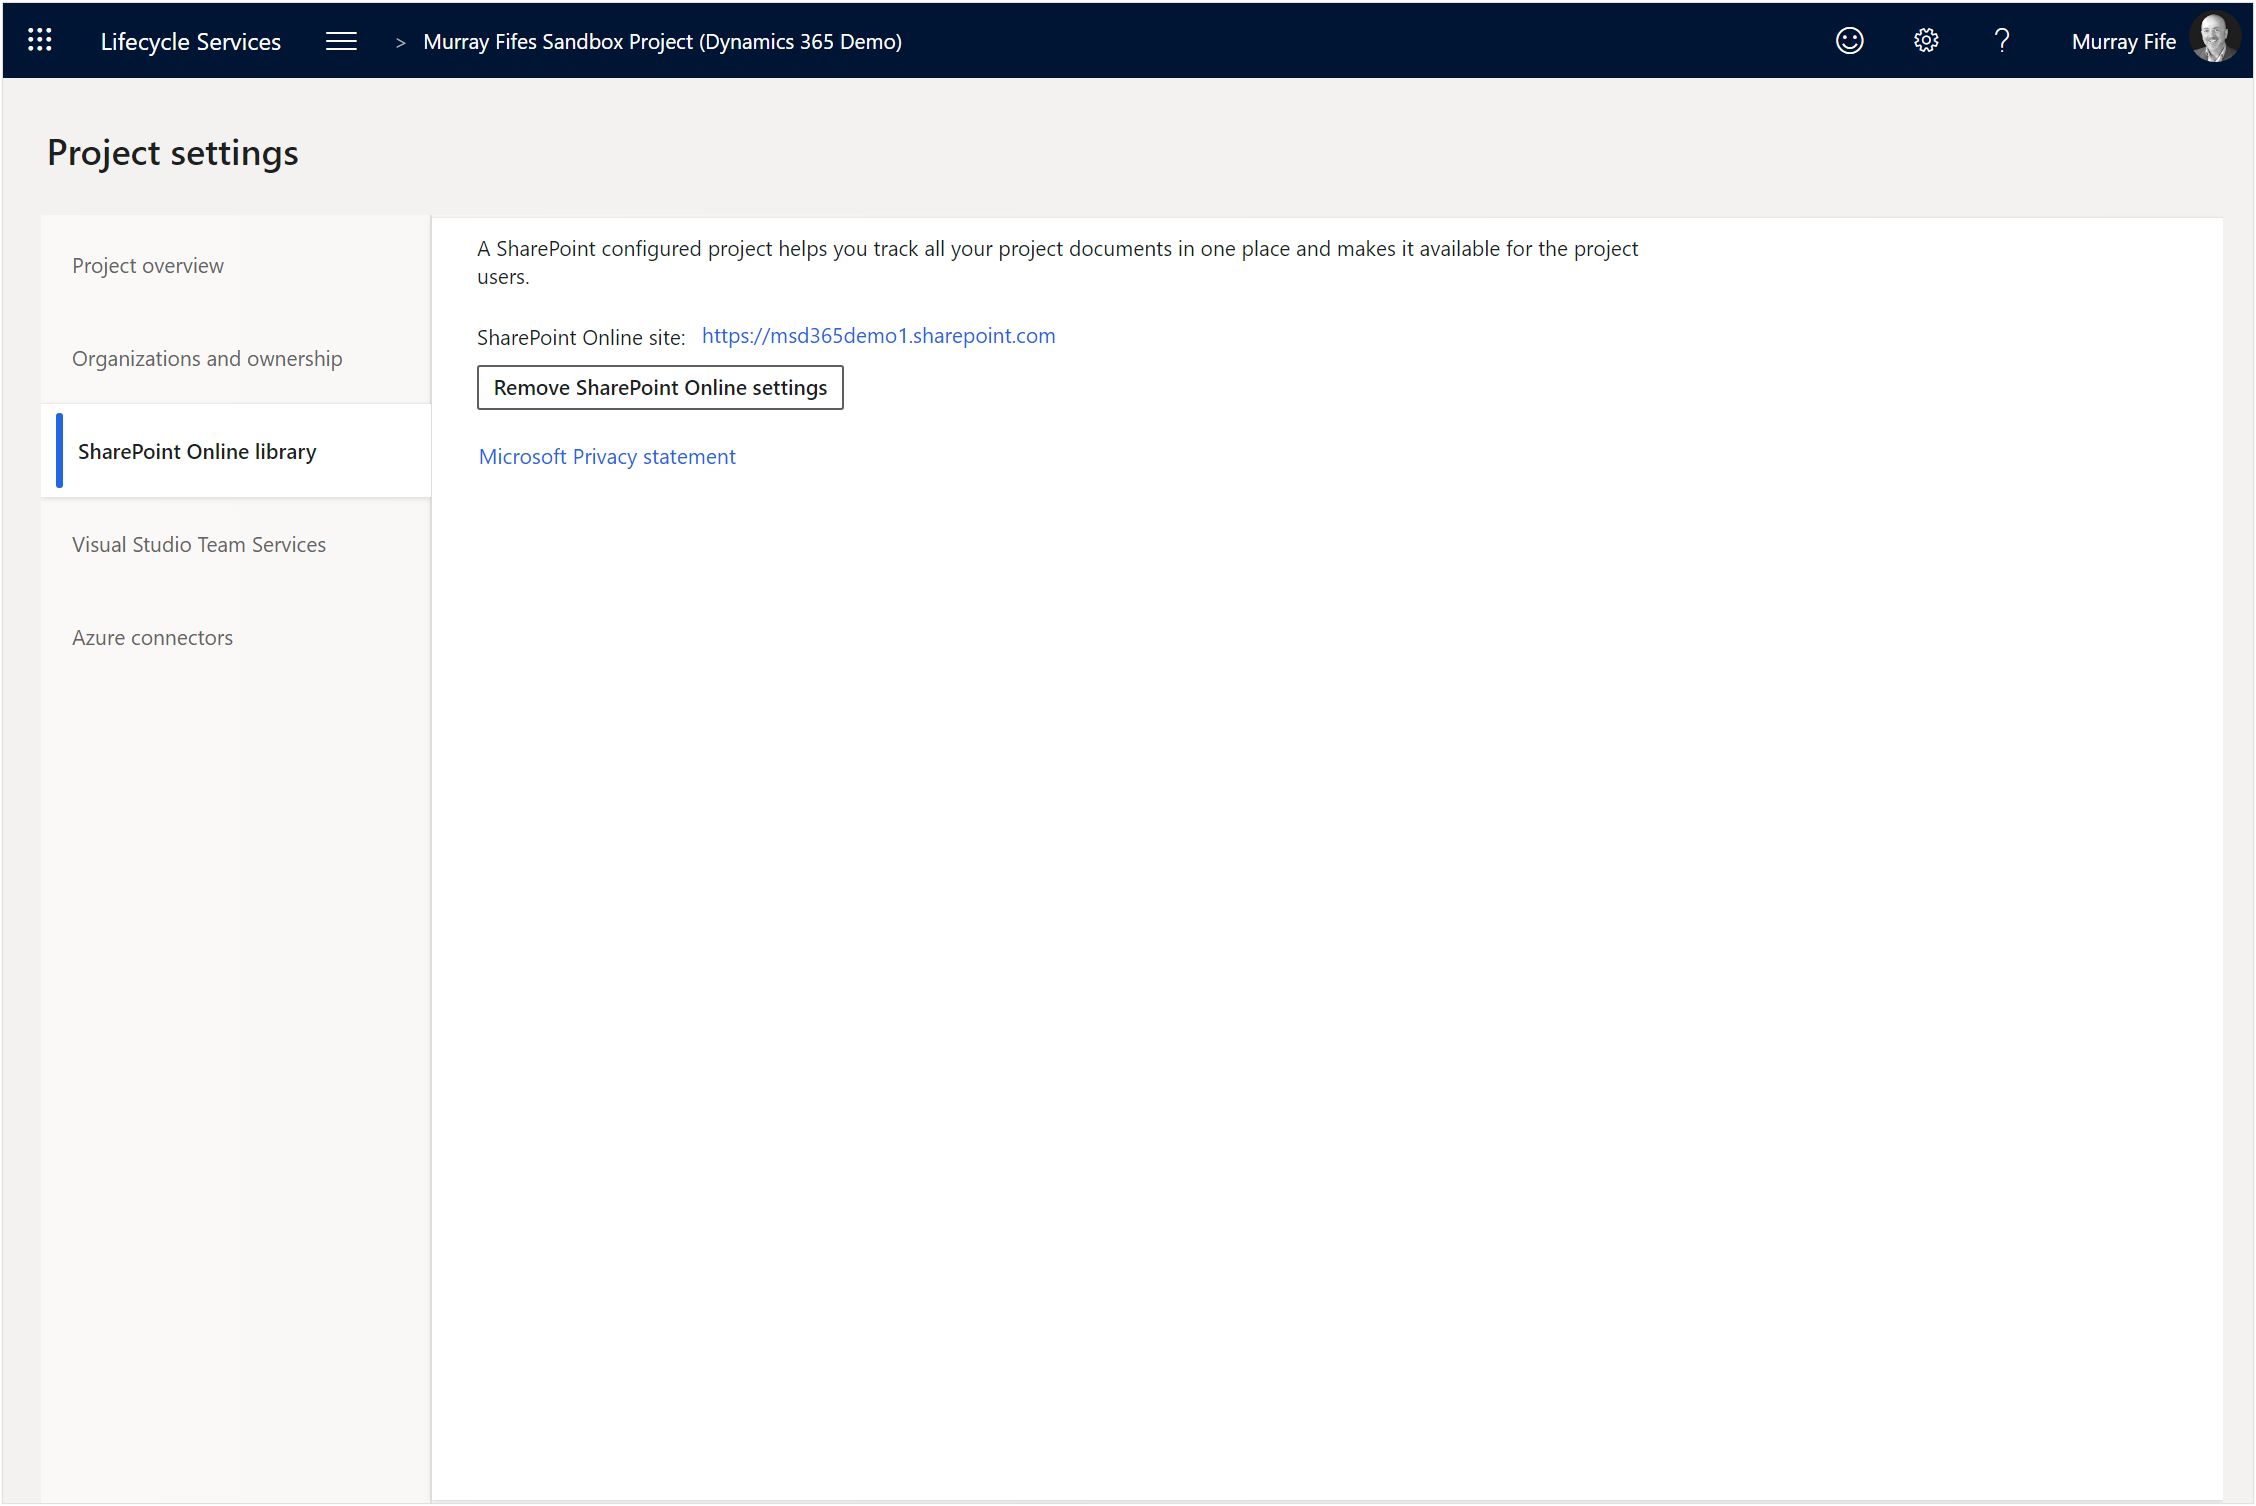 Lifecycle Services > Murray Fifes Sandbox Project (Dynamics 365 Demo) ? Murray Fife
Project settings
Project overview
Organizations and ownership
SharePoint Online library
Visual Studio Team Services
Azure connectors
A SharePoint configured project helps you track all your project documents in one place and makes it available for the project
users.
SharePoint Online site: https://msd365demo1.sharepoint.com
Remove SharePoint Online settings
Microsoft Privacy statement